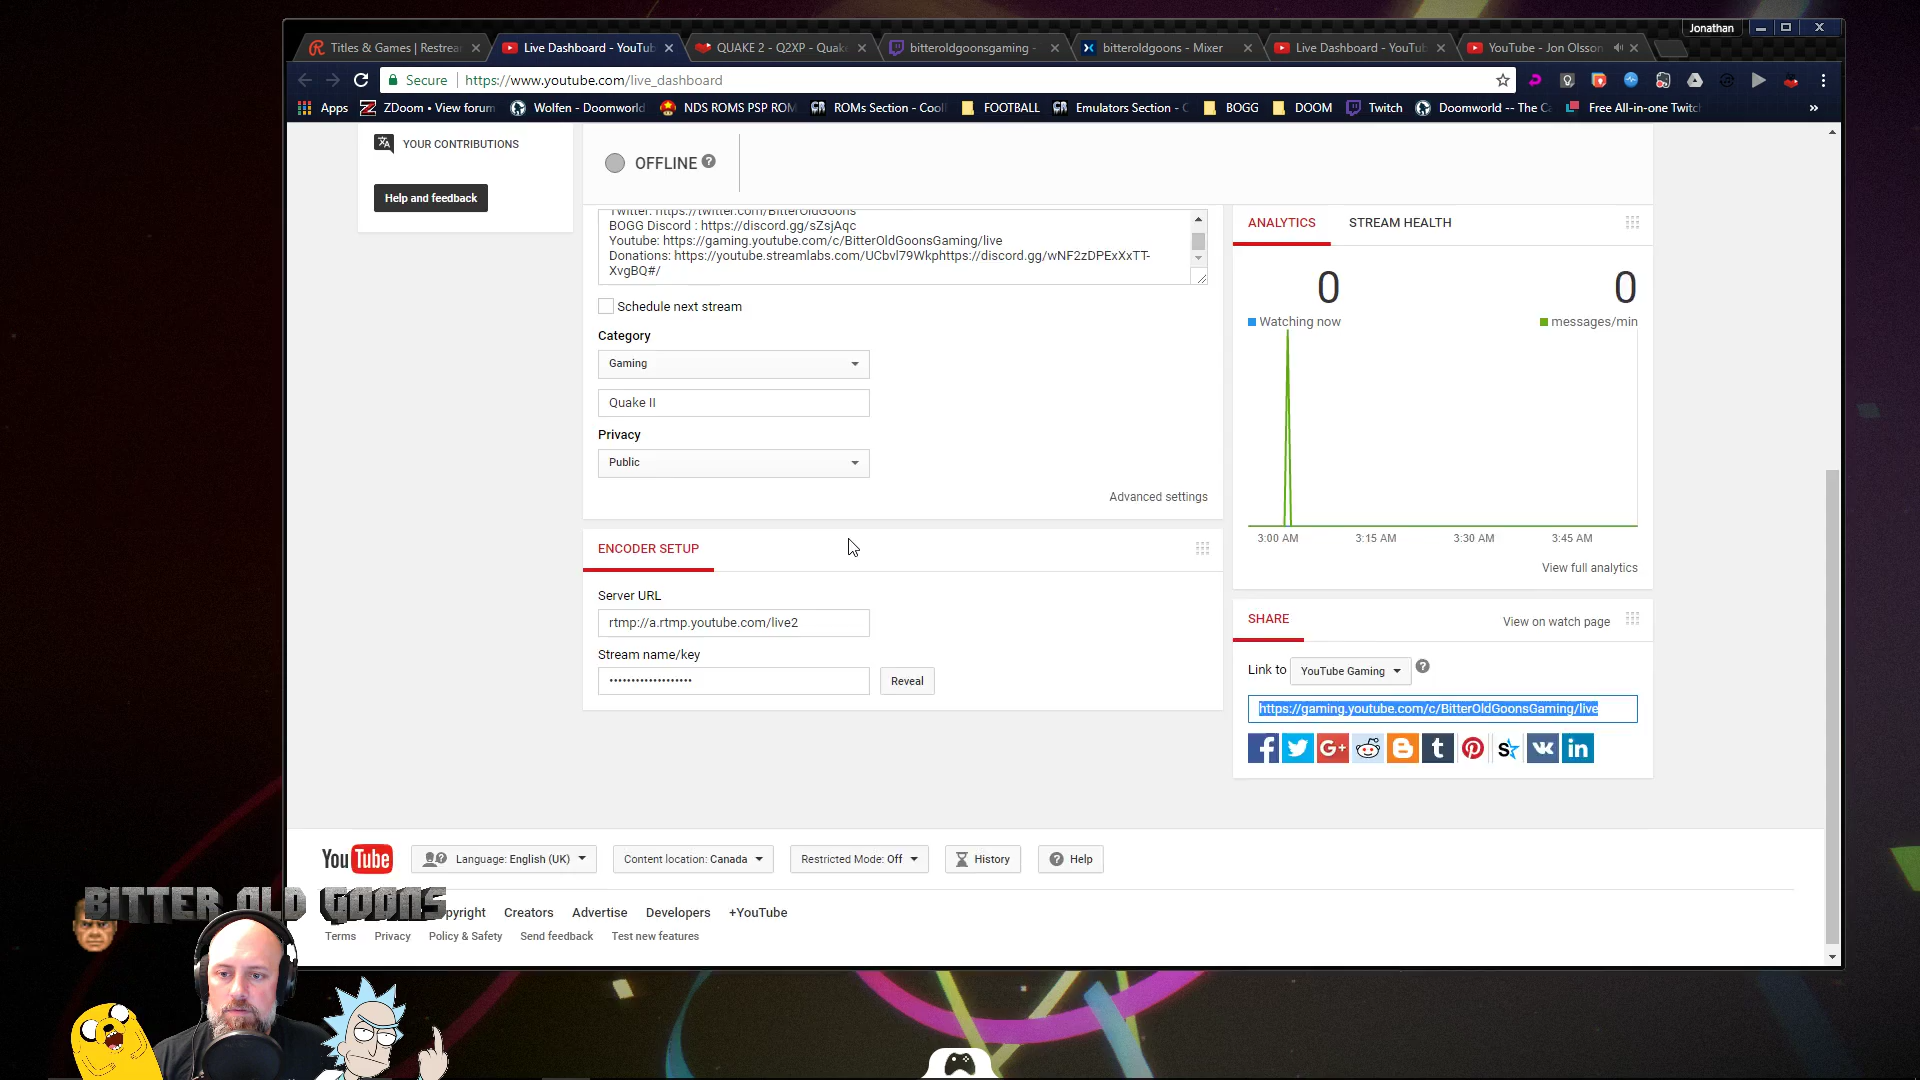 Jonathan
Titles & Games | Restrea
Live Dashboard - YouTub
QUAKE 2 - Q2XP - Quake
bitteroldgoonsgaming -
bitteroldgoons - Mixer
Live Dashboard - YouTub
YouTube - Jon Olsson
Secure
https://www.youtube.com/live_dashboard
Apps
ZDoom • View forum
Wolfen - Doomworld
NDS ROMS PSP ROM
ROMs Section - Cool
FOOTBALL
Emulators Section - C
BOGG
DOOM
Twitch
Doomworld -- The Ca
Free All-in-one Twitc
YOUR CONTRIBUTIONS
Help and feedback
OFFLINE
Twitter: https://twitter.com/BitterOldGoons
BOGG Discord : https://discord.gg/sZsjAqc
Youtube: https://gaming.youtube.com/c/BitterOldGoonsGaming/live
Donations: https://youtube.streamlabs.com/UCbvl79Wkphttps://discord.gg/wNF2zDPExXxTT-
XvgBQ#/
Schedule next stream
Category
Gaming
Quake II
Privacy
Public
Advanced settings
ENCODER SETUP
Server URL
rtmp://a.rtmp.youtube.com/live2
Stream name/key
Reveal
ANALYTICS
STREAM HEALTH
0
0
Watching now
messages/min
3:00 AM
3:15 AM
3:30 AM
3:45 AM
View full analytics
SHARE
View on watch page
Link to
YouTube Gaming
https://gaming.youtube.com/c/BitterOldGoonsGaming/live
YouTube
Language: English (UK)
Content location: Canada
Restricted Mode: Off
History
Help
pyright
Creators
Advertise
Developers
+YouTube
Terms
Privacy
Policy & Safety
Send feedback
Test new features
BITTER OLD GOONS